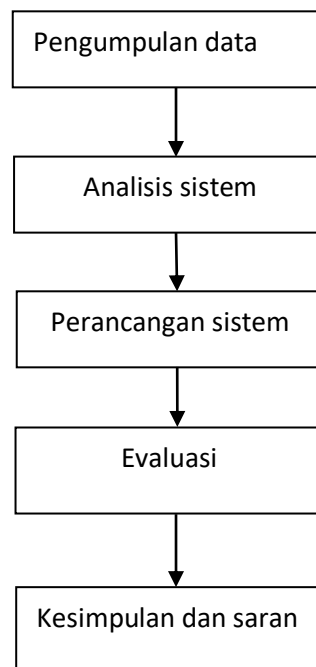 Pengumpulan data
Analisis sistem
Perancangan sistem
Evaluasi
Kesimpulan dan saran